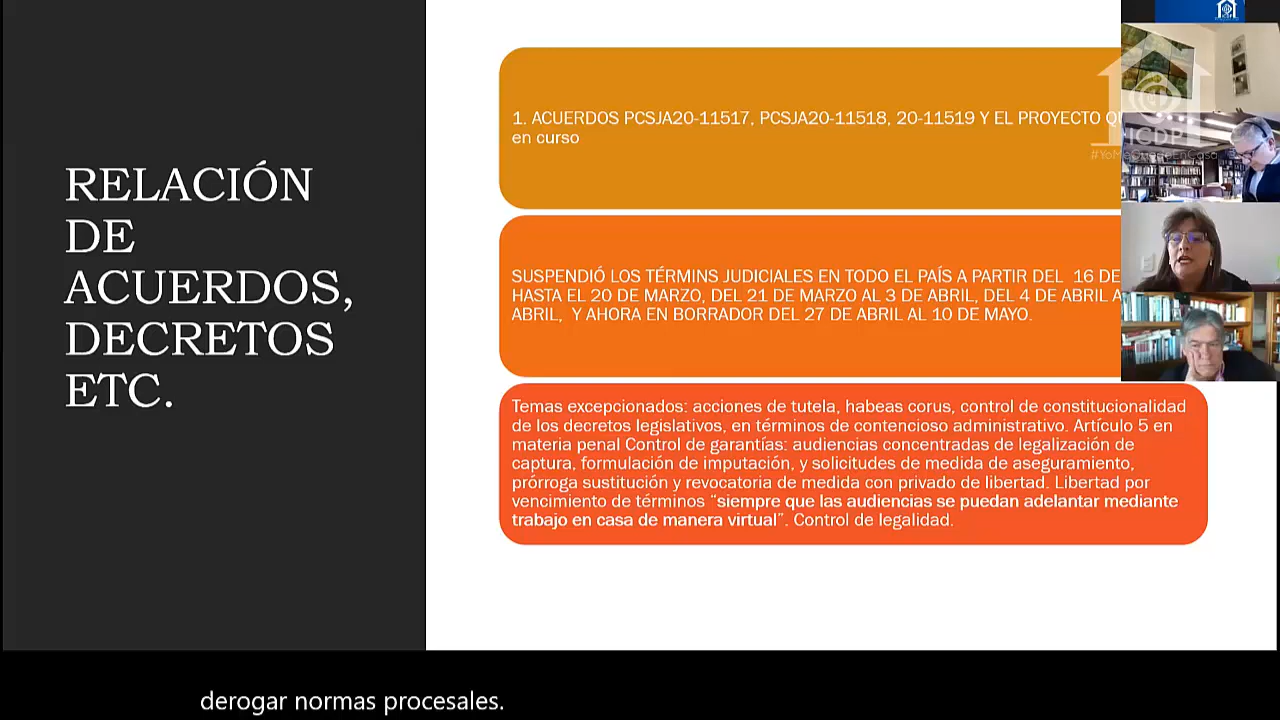 RELACIÓN
DE
ACUERDOS,
DECRETOS
ETC.
1. ACUERDOS PCSJA20-11517, PCSJA20-11518, 20-11519 Y EL PROYECTO
en curso
SUSPENDIÓ LOS TÉRMINS JUDICIALES EN TODO EL PAÍS A PARTIR DEL 16 DE
HASTA EL 20 DE MARZO, DEL 21 DE MARZO AL 3 DE ABRIL, DEL 4 DE ABRIL A
ABRIL, Y AHORA EN BORRADOR DEL 27 DE ABRIL AL 10 DE MAYO.
Temas excepcionados: acciones de tutela, habeas corus, control de constitucionalidad
de los decretos legislativos, en términos de contencioso administrativo. Artículo 5 en
materia penal Control de garantías: audiencias concentradas de legalización de
captura, formulación de imputación, y solicitudes de medida de aseguramiento,
prórroga sustitución y revocatoria de medida con privado de libertad. Libertad por
vencimiento de términos “siempre que las audiencias se puedan adelantar mediante
trabajo en casa de manera virtual”. Control de legalidad.
ICDP
#YoMeQuedoEnCasa
derogar normas procesales.